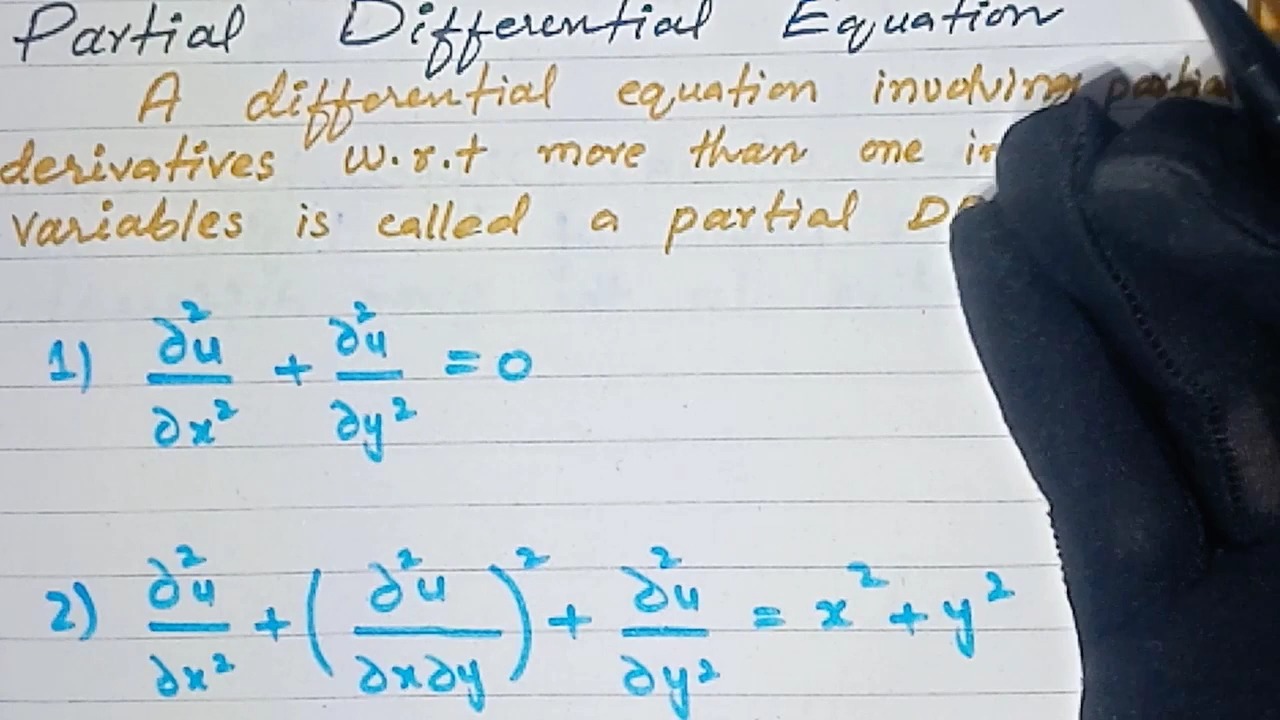 Partial Differential Equation
A differential equation involving partial
derivatives w.r.t more than one
variables is called a partial
1) ∂²u/∂x² + ∂²u/∂y² = 0
2) ∂²u/∂x² + (∂²u/∂x∂y)² + ∂²u/∂y² = x² + y²